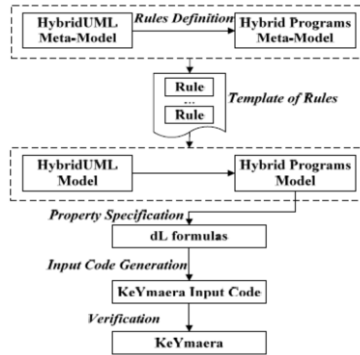 HybridUML Rules Definition Hybrid Programs
Meta-Model Meta-Model
Rule
...
Rule
Template of Rules
HybridUML Hybrid Programs
Model Model
Property Specification
dL formulas
Input Code Generation
KeYmaera Input Code
Verification
KeYmaera